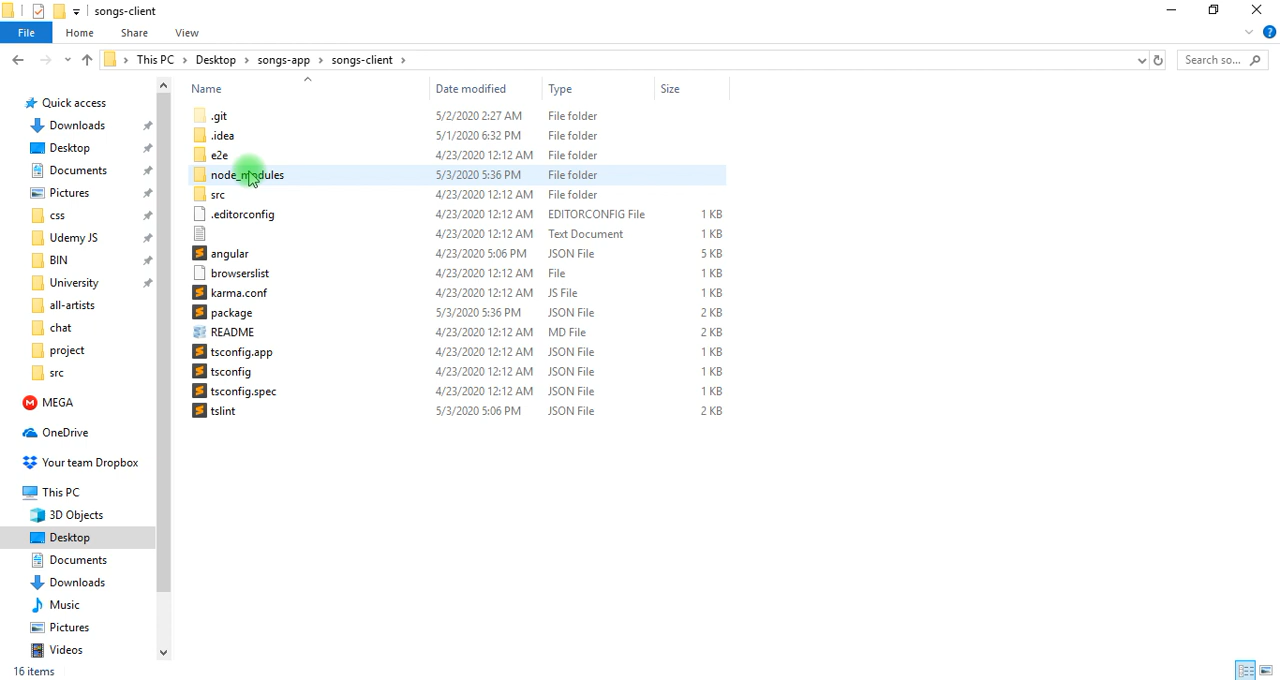 songs-client
File Home Share View
This PC Desktop songs-app songs-client Search so...
Name Date modified Type Size
Quick access
Downloads
Desktop
Documents
Pictures
css
Udemy JS
BIN
University
all-artists
chat
project
src
MEGA
OneDrive
Your team Dropbox
This PC
3D Objects
Desktop
Documents
Downloads
Music
Pictures
Videos
.git 5/2/2020 2:27 AM File folder
.idea 5/1/2020 6:32 PM File folder
e2e 4/23/2020 12:12 AM File folder
node_modules 5/3/2020 5:36 PM File folder
src 4/23/2020 12:12 AM File folder
.editorconfig 4/23/2020 12:12 AM EDITORCONFIG File 1 KB
4/23/2020 12:12 AM Text Document 1 KB
angular 4/23/2020 5:06 PM JSON File 5 KB
browserslist 4/23/2020 12:12 AM File 1 KB
karma.conf 4/23/2020 12:12 AM JS File 1 KB
package 5/3/2020 5:36 PM JSON File 2 KB
README 4/23/2020 12:12 AM MD File 2 KB
tsconfig.app 4/23/2020 12:12 AM JSON File 1 KB
tsconfig 4/23/2020 12:12 AM JSON File 1 KB
tsconfig.spec 4/23/2020 12:12 AM JSON File 1 KB
tslint 5/3/2020 5:06 PM JSON File 2 KB
16 items